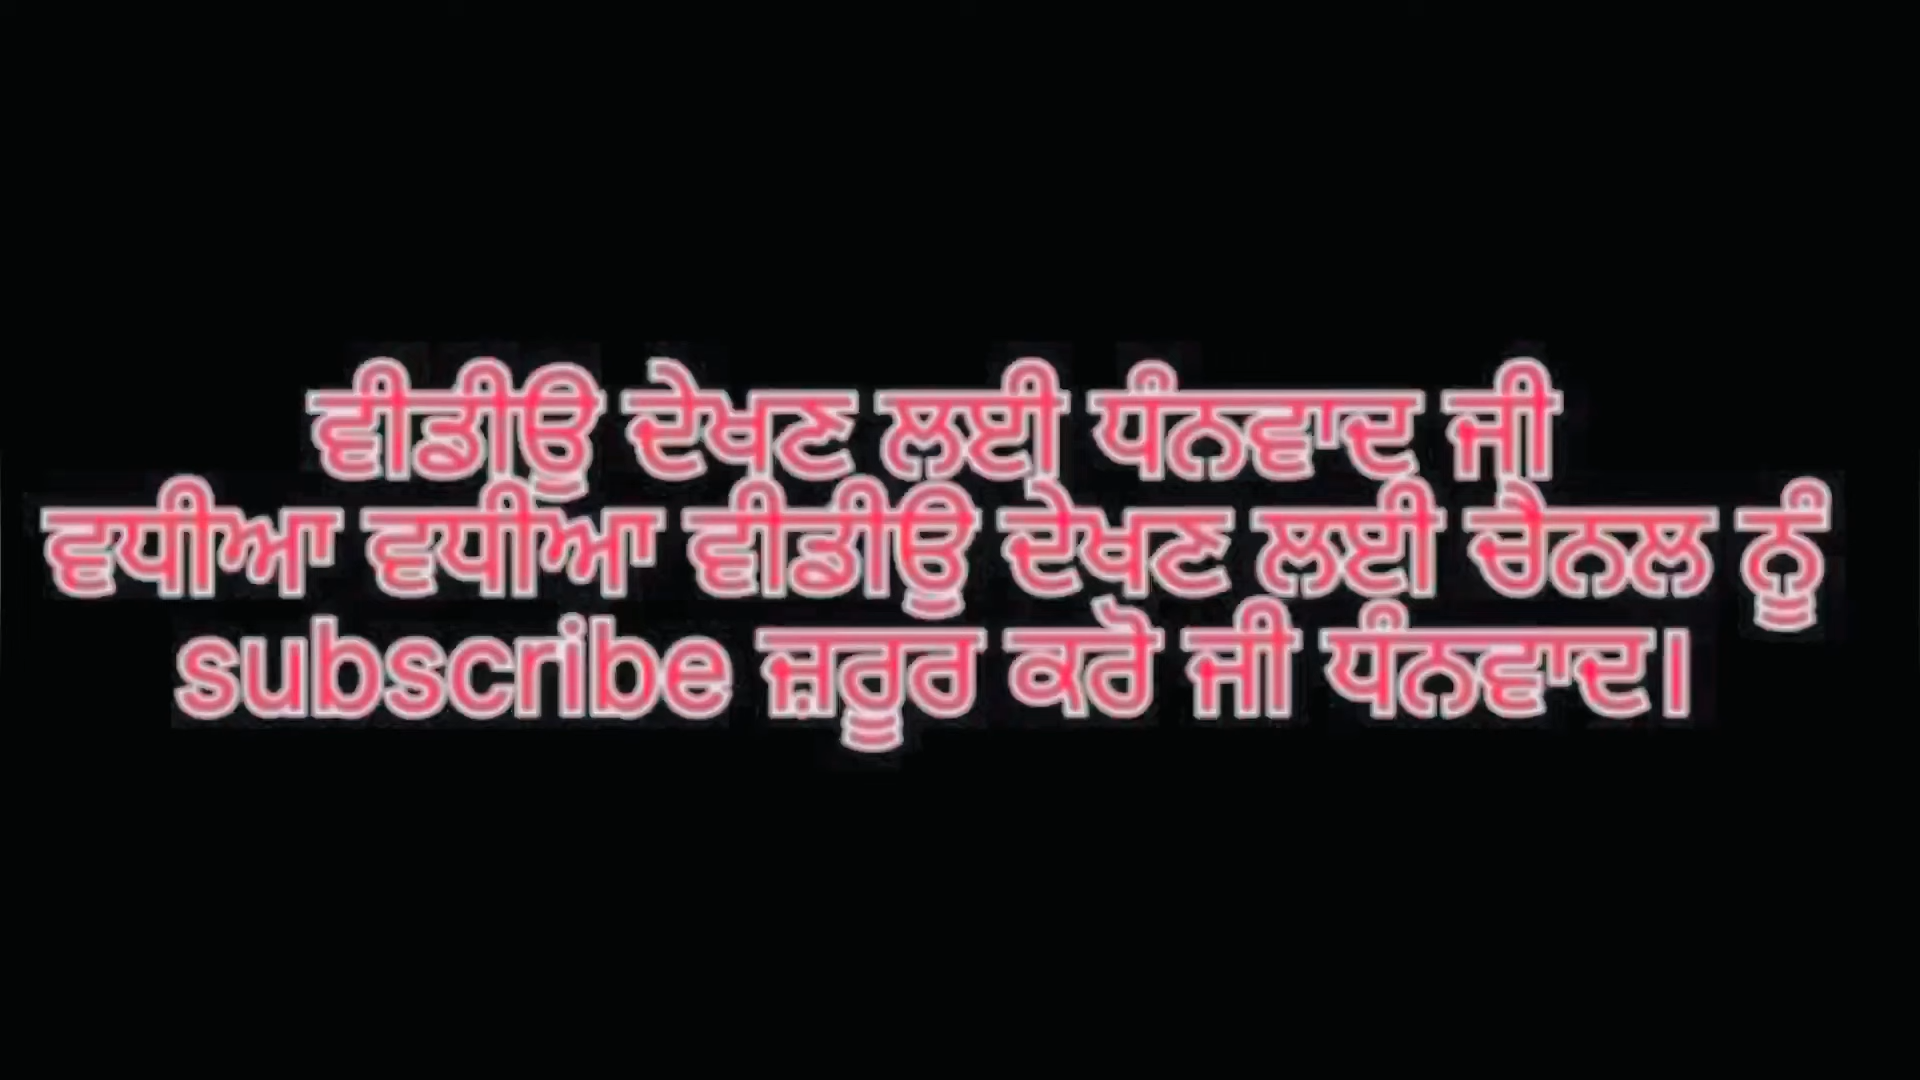 ਵੀਡੀਓ ਦੇਖਣ ਲਈ ਧੰਨਵਾਦ ਜੀ
ਵਧੀਆ ਵਧੀਆ ਵੀਡੀਓ ਦੇਖਣ ਲਈ ਚੈਨਲ ਨੂੰ
subscribe ਜ਼ਰੂਰ ਕਰੋ ਜੀ ਧੰਨਵਾਦ।